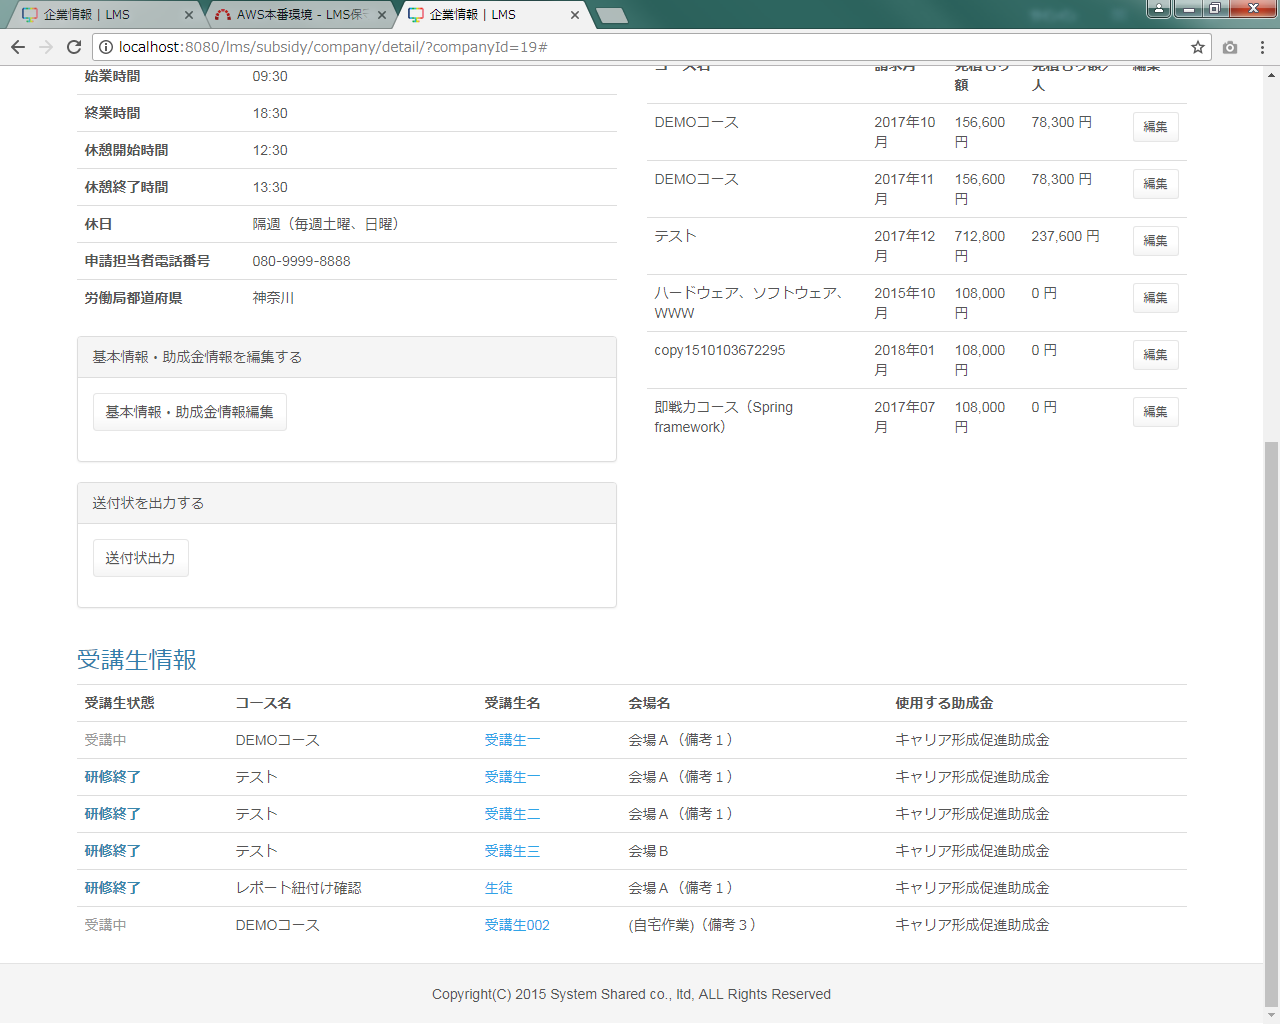 企業情報 | LMS
AWS本番環境 - LMS保守
企業情報 | LMS
localhost:8080/lms/subsidy/company/detail/?companyId=19#
始業時間 09:30
終業時間 18:30
休憩開始時間 12:30
休憩終了時間 13:30
休日 隔週（毎週土曜、日曜）
申請担当者電話番号 080-9999-8888
労働局都道府県 神奈川
基本情報・助成金情報を編集する
基本情報・助成金情報編集
送付状を出力する
送付状出力
コース名 請求月 見積もり額 見積もり額／人 編集
DEMOコース 2017年10月 156,600円 78,300 円 編集
DEMOコース 2017年11月 156,600円 78,300 円 編集
テスト 2017年12月 712,800円 237,600 円 編集
ハードウェア、ソフトウェア、WWW 2015年10月 108,000円 0 円 編集
copy1510103672295 2018年01月 108,000円 0 円 編集
即戦力コース（Spring framework） 2017年07月 108,000円 0 円 編集
受講生情報
受講生状態 コース名 受講生名 会場名 使用する助成金
受講中 DEMOコース 受講生一 会場Ａ（備考１） キャリア形成促進助成金
研修終了 テスト 受講生一 会場Ａ（備考１） キャリア形成促進助成金
研修終了 テスト 受講生二 会場Ａ（備考１） キャリア形成促進助成金
研修終了 テスト 受講生三 会場Ｂ キャリア形成促進助成金
研修終了 レポート紐付け確認 生徒 会場Ａ（備考１） キャリア形成促進助成金
受講中 DEMOコース 受講生002 (自宅作業)（備考３） キャリア形成促進助成金
Copyright(C) 2015 System Shared co., ltd, ALL Rights Reserved